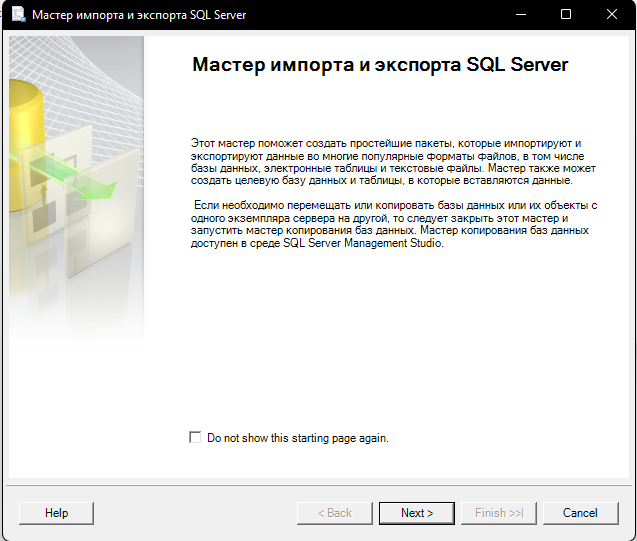 Мастер импорта и экспорта SQL Server
Мастер импорта и экспорта SQL Server
Этот мастер поможет создать простейшие пакеты, которые импортируют и
экспортируют данные во многие популярные форматы файлов, в том числе
базы данных, электронные таблицы и текстовые файлы. Мастер также может
создать целевую базу данных и таблицы, в которые вставляются данные.
Если необходимо перемещать или копировать базы данных или их объекты с
одного экземпляра сервера на другой, то следует закрыть этот мастер и
запустить мастер копирования баз данных. Мастер копирования баз данных
доступен в среде SQL Server Management Studio.
Do not show this starting page again.
Help
< Back
Next >
Finish >>|
Cancel